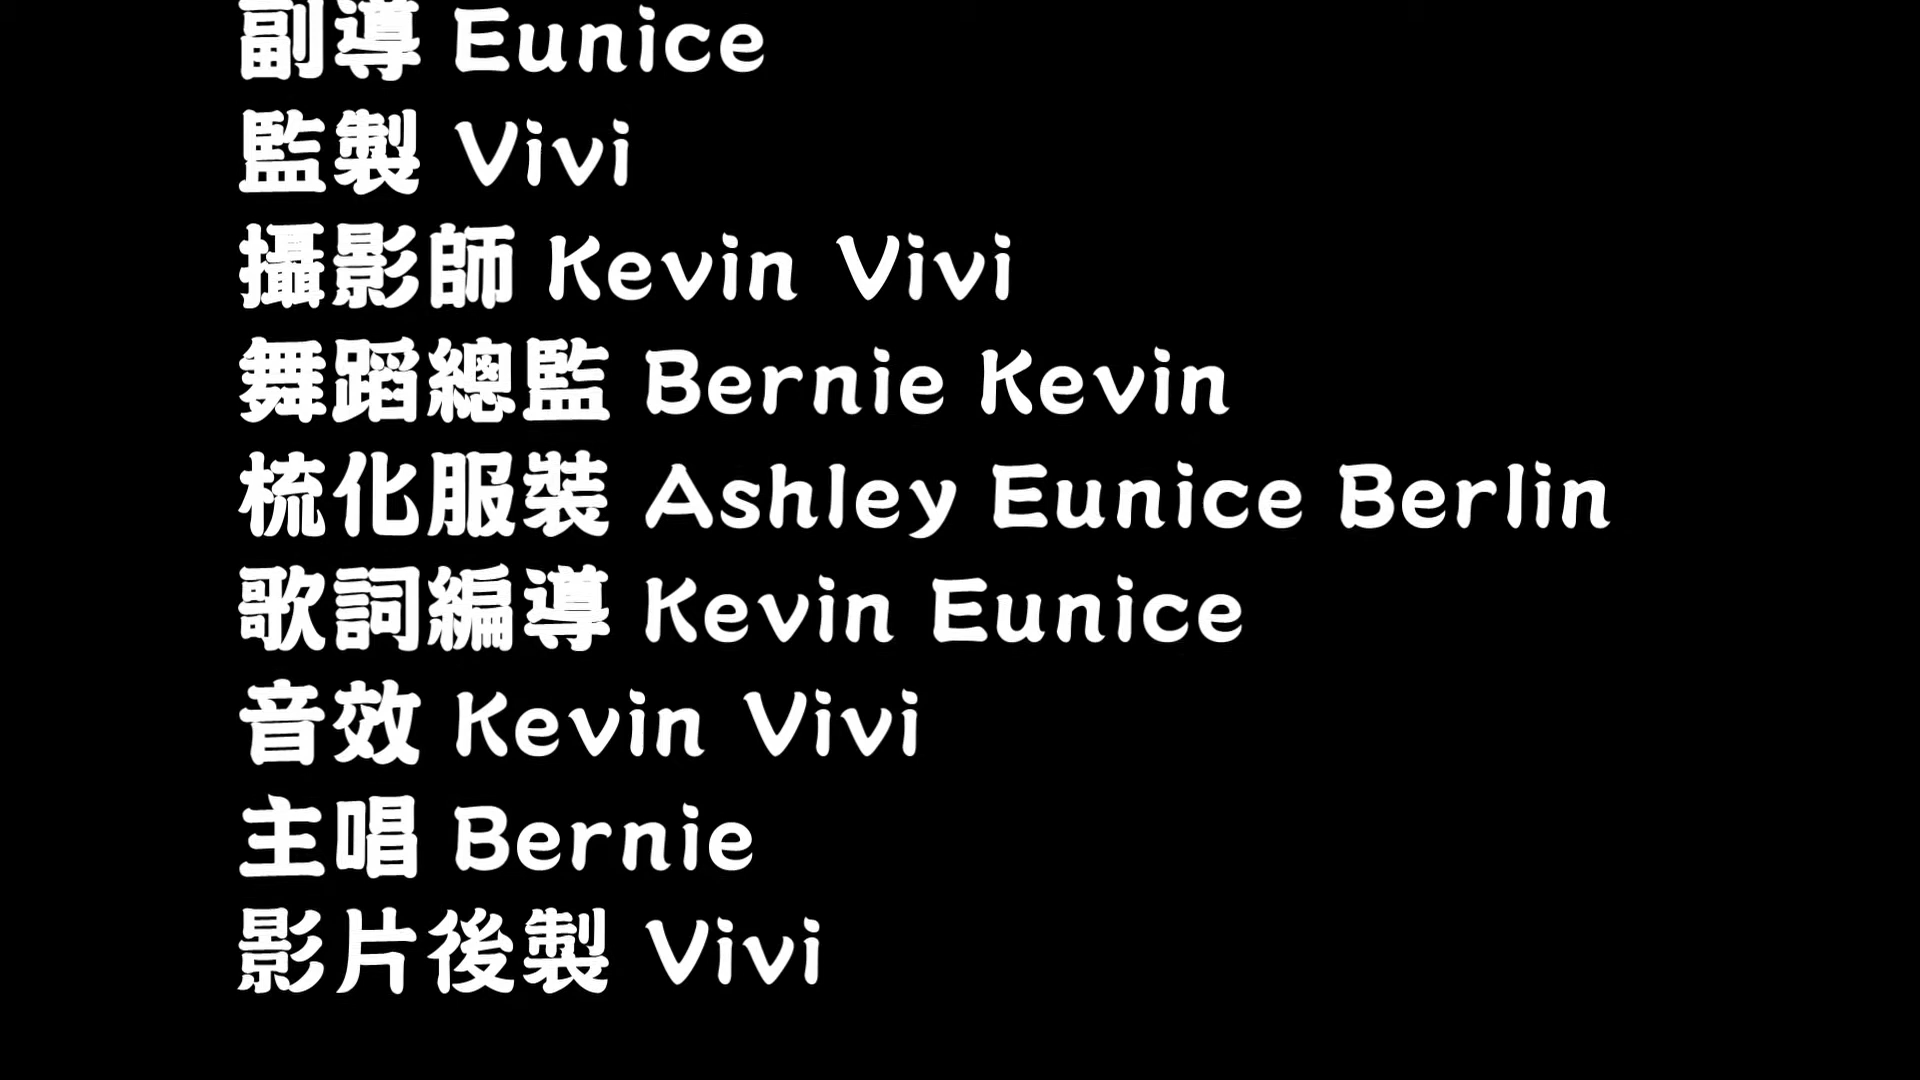 副導 Eunice
監製 Vivi
攝影師 Kevin Vivi
舞蹈總監 Bernie Kevin
梳化服裝 Ashley Eunice Berlin
歌詞編導 Kevin Eunice
音效 Kevin Vivi
主唱 Bernie
影片後製 Vivi